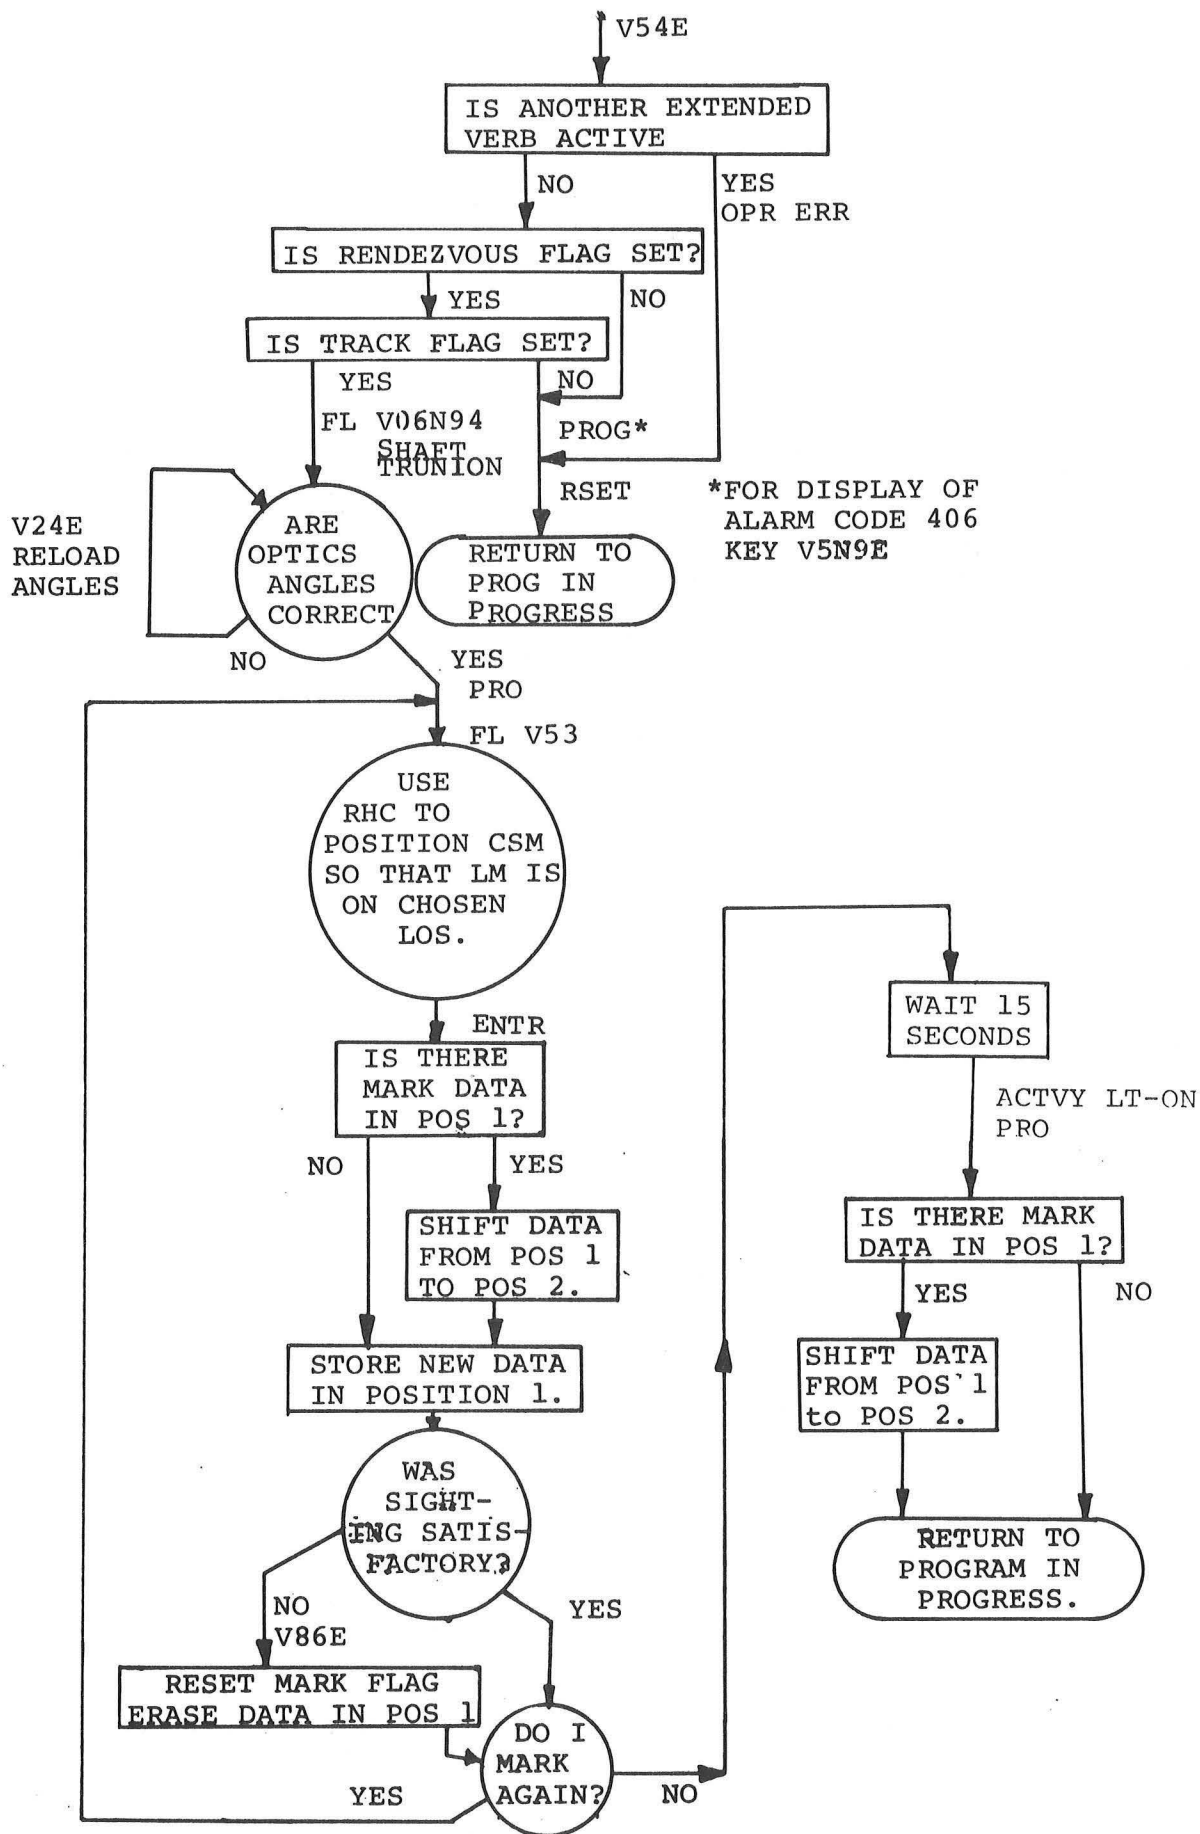 V54E
IS ANOTHER EXTENDED
VERB ACTIVE
NO
YES
OPR ERR
IS RENDEZVOUS FLAG SET?
YES
NO
IS TRACK FLAG SET?
YES
NO
FL V06N94
SHAFT
TRUNION
PROG*
RSET
*FOR DISPLAY OF
ALARM CODE 406
KEY V5N9E
V24E
RELOAD
ANGLES
ARE
OPTICS
ANGLES
CORRECT
RETURN TO
PROG IN
PROGRESS
NO
YES
PRO
FL V53
USE
RHC TO
POSITION CSM
SO THAT LM IS
ON CHOSEN
LOS.
ENTR
IS THERE
MARK DATA
IN POS 1?
NO
YES
SHIFT DATA
FROM POS 1
TO POS 2.
STORE NEW DATA
IN POSITION 1.
WAS
SIGHT-
ING SATIS-
FACTORY?
NO
V86E
YES
RESET MARK FLAG
ERASE DATA IN POS 1
DO I
MARK
AGAIN?
YES
NO
WAIT 15
SECONDS
ACTVY LT-ON
PRO
IS THERE MARK
DATA IN POS 1?
YES
NO
SHIFT DATA
FROM POS 1
to POS 2.
RETURN TO
PROGRAM IN
PROGRESS.